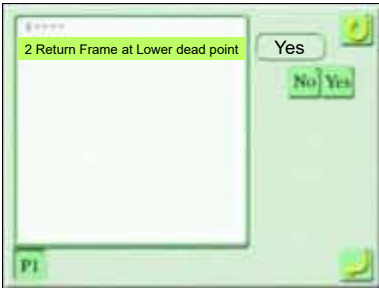 2 Return Frame at Lower dead point
Yes
No Yes
P1